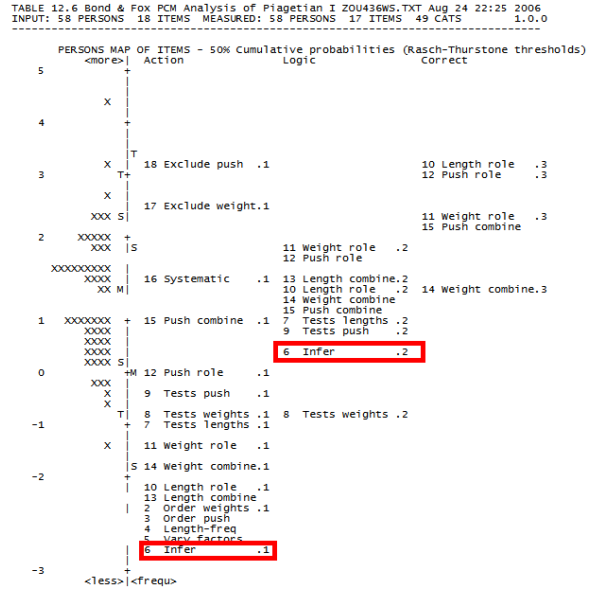 TABLE 12.6 Bond & Fox PCM Analysis of Piagetian I ZOU436WS.TXT Aug 24 22:25 2006
INPUT: 58 PERSONS  18 ITEMS  MEASURED: 58 PERSONS  17 ITEMS  49 CATS        1.0.0
--------------------------------------------------------------------------------
PERSONS MAP OF ITEMS - 50% Cumulative probabilities (Rasch-Thurstone thresholds)
<more>| Action                Logic                 Correct
5 +
|
|
X |
|
4 +
|
|
|T
X | 18 Exclude push  .1                          10 Length role   .3
3 T+                                             12 Push role     .3
|
X |
| 17 Exclude weight.1
XXX S|                                           11 Weight role   .3
|                                                15 Push combine
2 XXXXX +
XXX |S                     11 Weight role   .2
|                          12 Push role
XXXXXXXXX |
XXXX | 16 Systematic    .1  13 Length combine.2
XX M|                      10 Length role   .2  14 Weight combine.3
14 Weight combine
15 Push combine
1 XXXXXXX + 15 Push combine  .1  7  Tests lengths .2
XXXX |                     9  Tests push    .2
XXXX |
XXXX |                     6  Infer         .2
XXXX S|
0 +M 12 Push role     .1
XXX |
X | 9  Tests push    .1
X |
T| 8  Tests weights .1  8  Tests weights .2
-1 + 7  Tests lengths .1
|
X | 11 Weight role   .1
|
|S 14 Weight combine.1
-2 +
| 10 Length role   .1
13 Length combine
| 2  Order weights .1
3  Order push
4  Length-freq
5  Vary factors
| 6  Infer         .1
|
-3 +
<less>|<frequ>